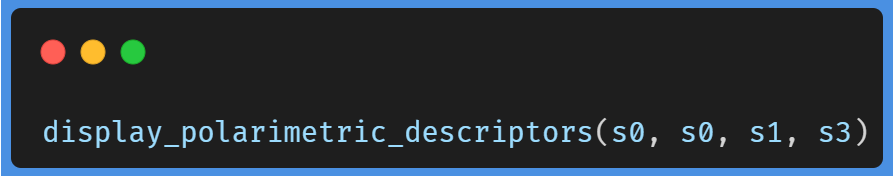 display_polarimetric_descriptors(s0, s0, s1, s3)